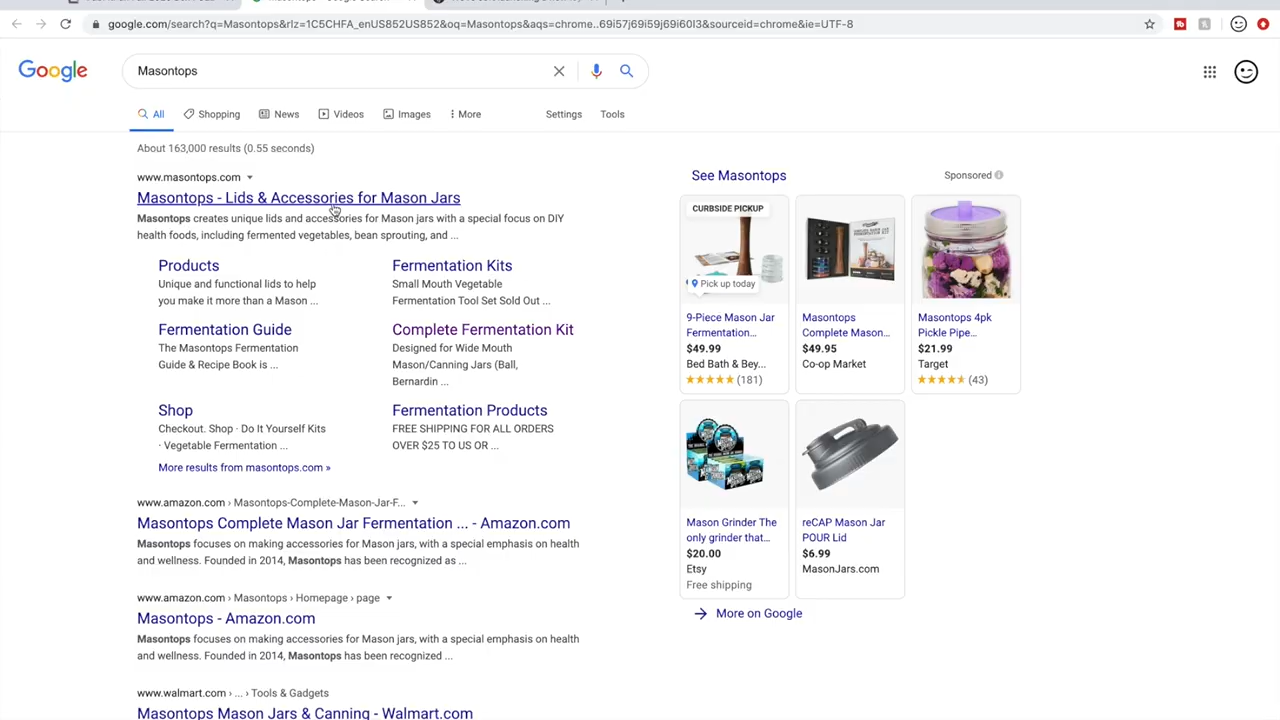 google.com/search?q=Masontops&rlz=1C5CHFA_enUS852US852&oq=Masontops&aqs=chrome..69i57j69i59j69i60l3&sourceid=chrome&ie=UTF-8
Google
Masontops
All
Shopping
News
Videos
Images
More
Settings
Tools
About 163,000 results (0.55 seconds)
www.masontops.com
Masontops - Lids & Accessories for Mason Jars
Masontops creates unique lids and accessories for Mason jars with a special focus on DIY
health foods, including fermented vegetables, bean sprouting, and ...
Products
Unique and functional lids to help
you make it more than a Mason ...
Fermentation Kits
Small Mouth Vegetable
Fermentation Tool Set Sold Out ...
Fermentation Guide
The Masontops Fermentation
Guide & Recipe Book is ...
Complete Fermentation Kit
Designed for Wide Mouth
Mason/Canning Jars (Ball,
Bernardin ...
Shop
Checkout. Shop · Do It Yourself Kits
· Vegetable Fermentation ...
Fermentation Products
FREE SHIPPING FOR ALL ORDERS
OVER $25 TO US OR ...
More results from masontops.com »
www.amazon.com › Masontops-Complete-Mason-Jar-F...
Masontops Complete Mason Jar Fermentation ... - Amazon.com
Masontops focuses on making accessories for Mason jars, with a special emphasis on health
and wellness. Founded in 2014, Masontops has been recognized as ...
www.amazon.com › Masontops › Homepage › page
Masontops - Amazon.com
Masontops focuses on making accessories for Mason jars, with a special emphasis on health
and wellness. Founded in 2014, Masontops has been recognized ...
www.walmart.com › ... › Tools & Gadgets
Masontops Mason Jars & Canning - Walmart.com
See Masontops
Sponsored
CURBSIDE PICKUP
Pick up today
9-Piece Mason Jar
Fermentation...
$49.99
Bed Bath & Bey...
(181)
Masontops
Complete Mason...
$49.95
Co-op Market
Masontops 4pk
Pickle Pipe...
$21.99
Target
(43)
Mason Grinder The
only grinder that...
$20.00
Etsy
Free shipping
reCAP Mason Jar
POUR Lid
$6.99
MasonJars.com
More on Google